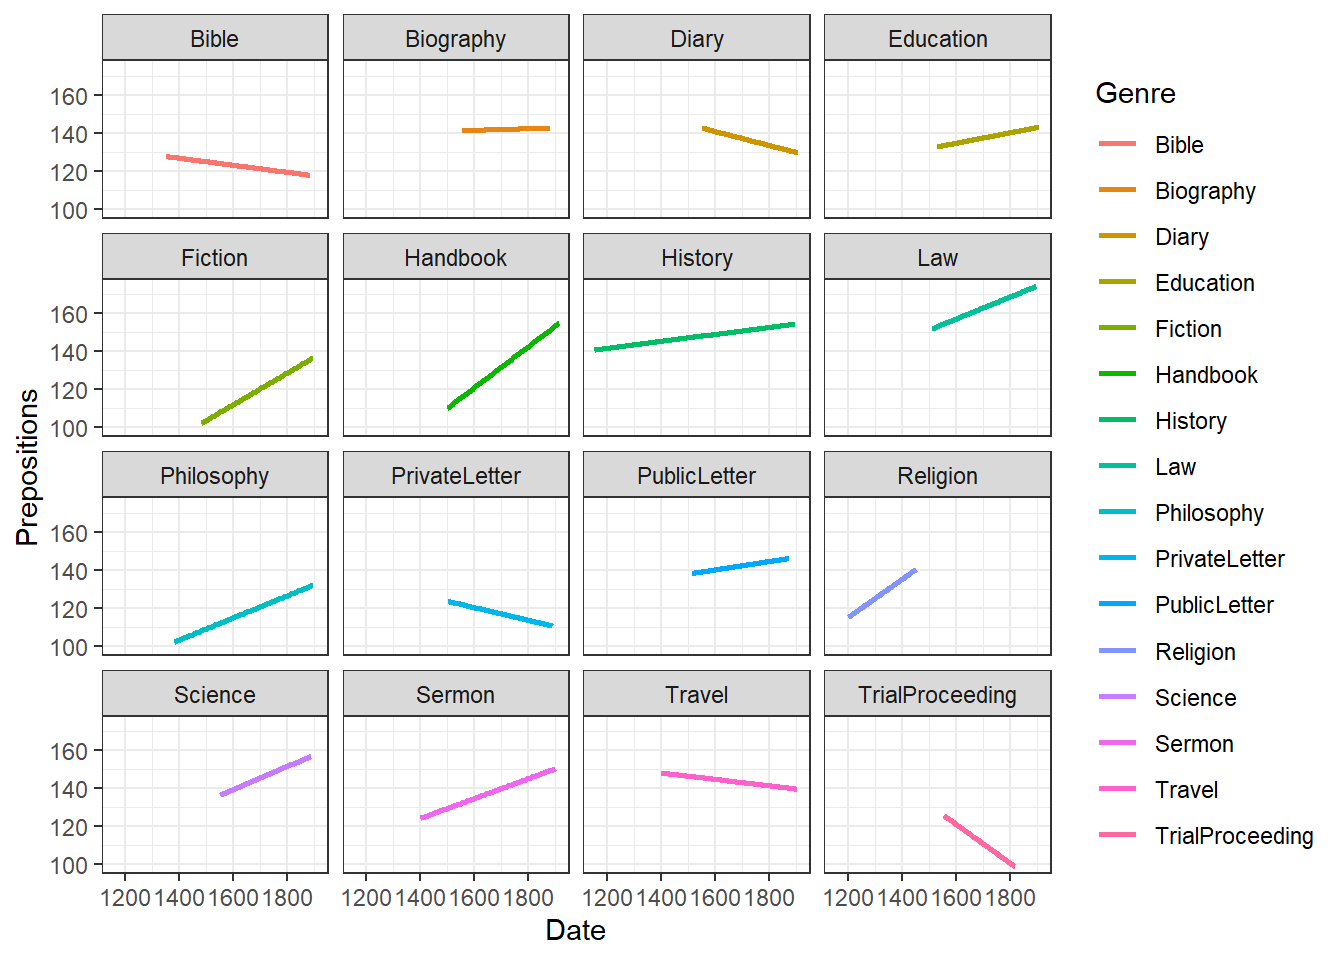 Bible Biography Diary Education
160
140
120
100
Fiction Handbook History Law
160
140
120
100
Philosophy PrivateLetter PublicLetter Religion
160
140
120
100
Science Sermon Travel TrialProceeding
160
140
120
100
1200 1400 1600 1800 1200 1400 1600 1800 1200 1400 1600 1800 1200 1400 1600 1800
Date
Prepositions
Genre
Bible
Biography
Diary
Education
Fiction
Handbook
History
Law
Philosophy
PrivateLetter
PublicLetter
Religion
Science
Sermon
Travel
TrialProceeding